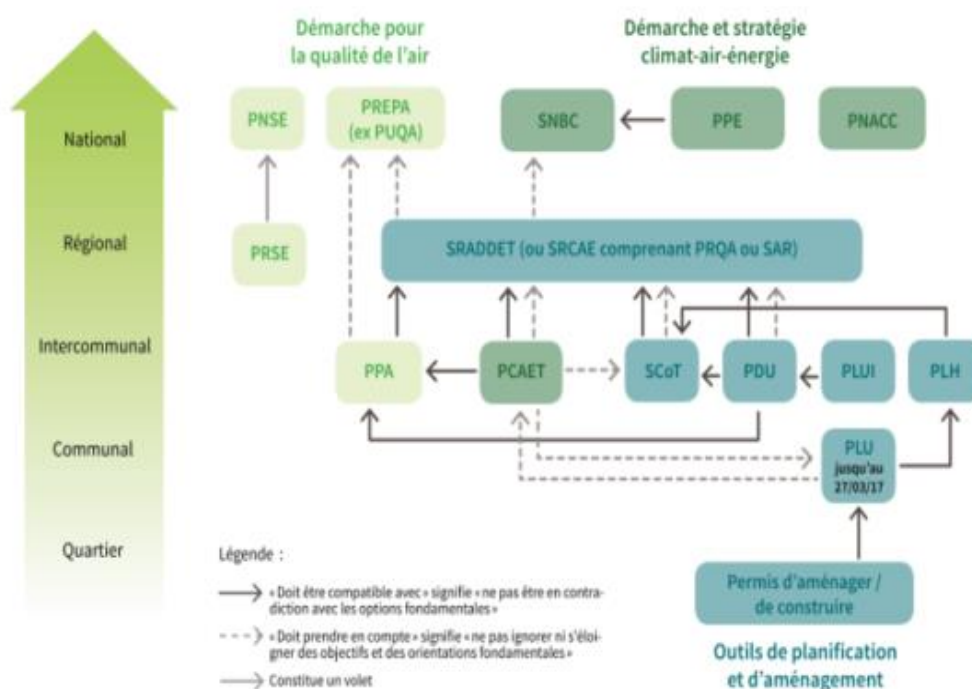 Démarche pour
la qualité de l'air
Démarche et stratégie
climat-air-énergie
National
PNSE
PREPA
(ex PUQA)
SNBC
PPE
PNACC
Régional
PRSE
SRADDET (ou SRCAE comprenant PRQA ou SAR)
Intercommunal
PPA
PCAET
SCoT
PDU
PLUI
PLH
Communal
PLU
jusqu'au
27/03/17
Quartier
Légende :
« Doit être compatible avec » signifie « ne pas être en contra-
diction avec les options fondamentales »
« Doit prendre en compte » signifie « ne pas ignorer ni s'éloi-
gner des objectifs et des orientations fondamentales »
Constitue un volet
Permis d'aménager /
de construire
Outils de planification
et d'aménagement